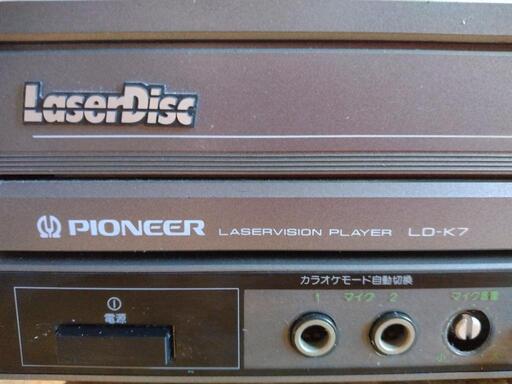 LaserDisc
PIONEER LASERVISION PLAYER LD-K7
カラオケモード自動切換
1 マイク 2 マイク音量
電源
小